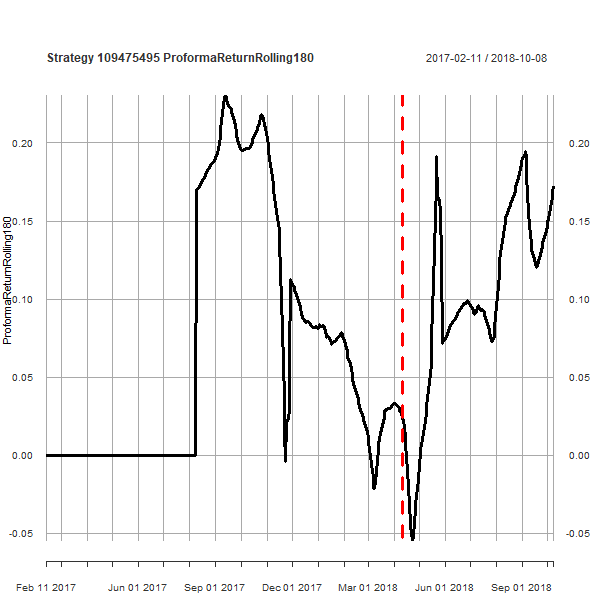 Strategy 109475495 ProformaReturnRolling180 2017-02-11 / 2018-10-08
0.20 0.20
0.15 0.15
ProformaReturnRolling180
0.10 0.10
0.05 0.05
0.00 0.00
-0.05 -0.05
Feb 11 2017 Jun 01 2017 Sep 01 2017 Dec 01 2017 Mar 01 2018 Jun 01 2018 Sep 01 2018